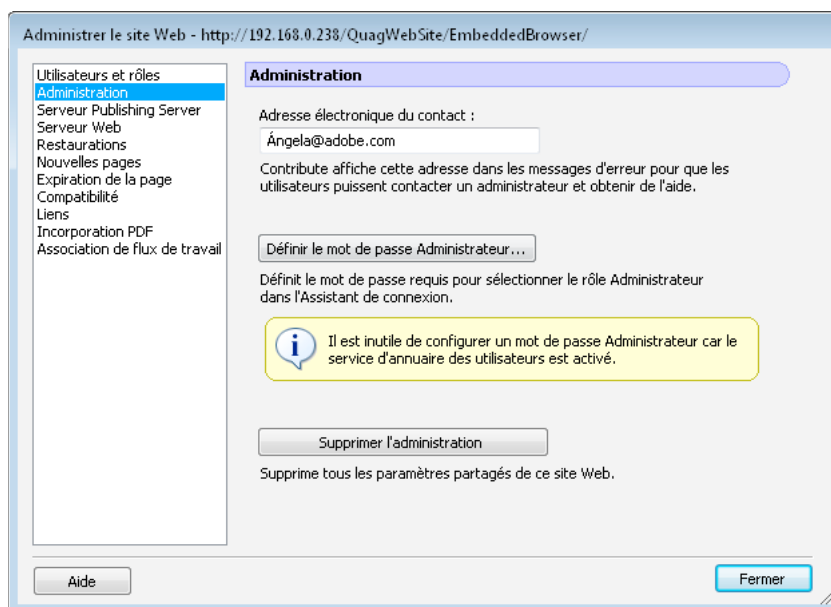 Administrer le site Web - http://192.168.0.238/QuagWebSite/EmbeddedBrowser/
Utilisateurs et rôles
Administration
Serveur Publishing Server
Serveur Web
Restaurations
Nouvelles pages
Expiration de la page
Compatibilité
Liens
Incorporation PDF
Association de flux de travail
Administration
Adresse électronique du contact :
Ángela@adobe.com
Contribute affiche cette adresse dans les messages d'erreur pour que les
utilisateurs puissent contacter un administrateur et obtenir de l'aide.
Définir le mot de passe Administrateur...
Définit le mot de passe requis pour sélectionner le rôle Administrateur
dans l'Assistant de connexion.
Il est inutile de configurer un mot de passe Administrateur car le
service d'annuaire des utilisateurs est activé.
Supprimer l'administration
Supprime tous les paramètres partagés de ce site Web.
Aide
Fermer